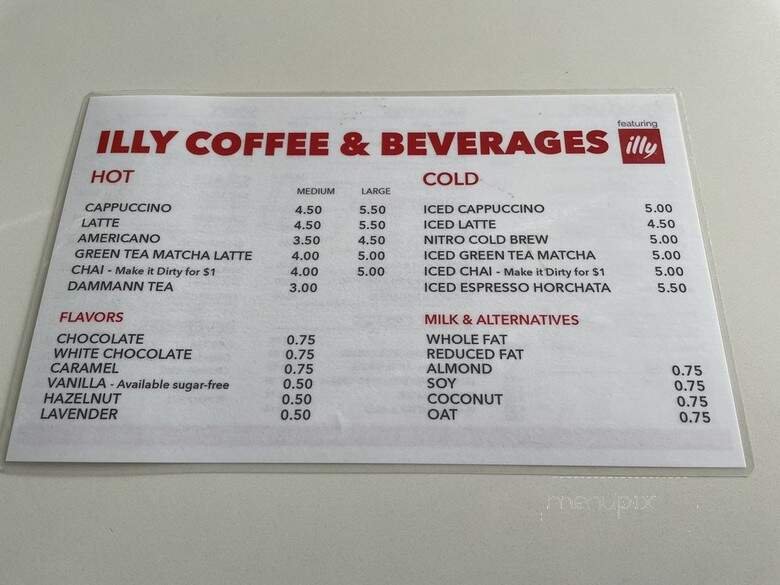 featuring
ILLY COFFEE & BEVERAGES illy
HOT
MEDIUM LARGE
CAPPUCCINO 4.50 5.50
LATTE 4.50 5.50
AMERICANO 3.50 4.50
GREEN TEA MATCHA LATTE 4.00 5.00
CHAI - Make it Dirty for $1 4.00 5.00
DAMMANN TEA 3.00
FLAVORS
CHOCOLATE 0.75
WHITE CHOCOLATE 0.75
CARAMEL 0.75
VANILLA - Available sugar-free 0.50
HAZELNUT 0.50
LAVENDER 0.50
COLD
ICED CAPPUCCINO 5.00
ICED LATTE 4.50
NITRO COLD BREW 5.00
ICED GREEN TEA MATCHA 5.00
ICED CHAI - Make it Dirty for $1 5.00
ICED ESPRESSO HORCHATA 5.50
MILK & ALTERNATIVES
WHOLE FAT
REDUCED FAT
ALMOND 0.75
SOY 0.75
COCONUT 0.75
OAT 0.75
menupix